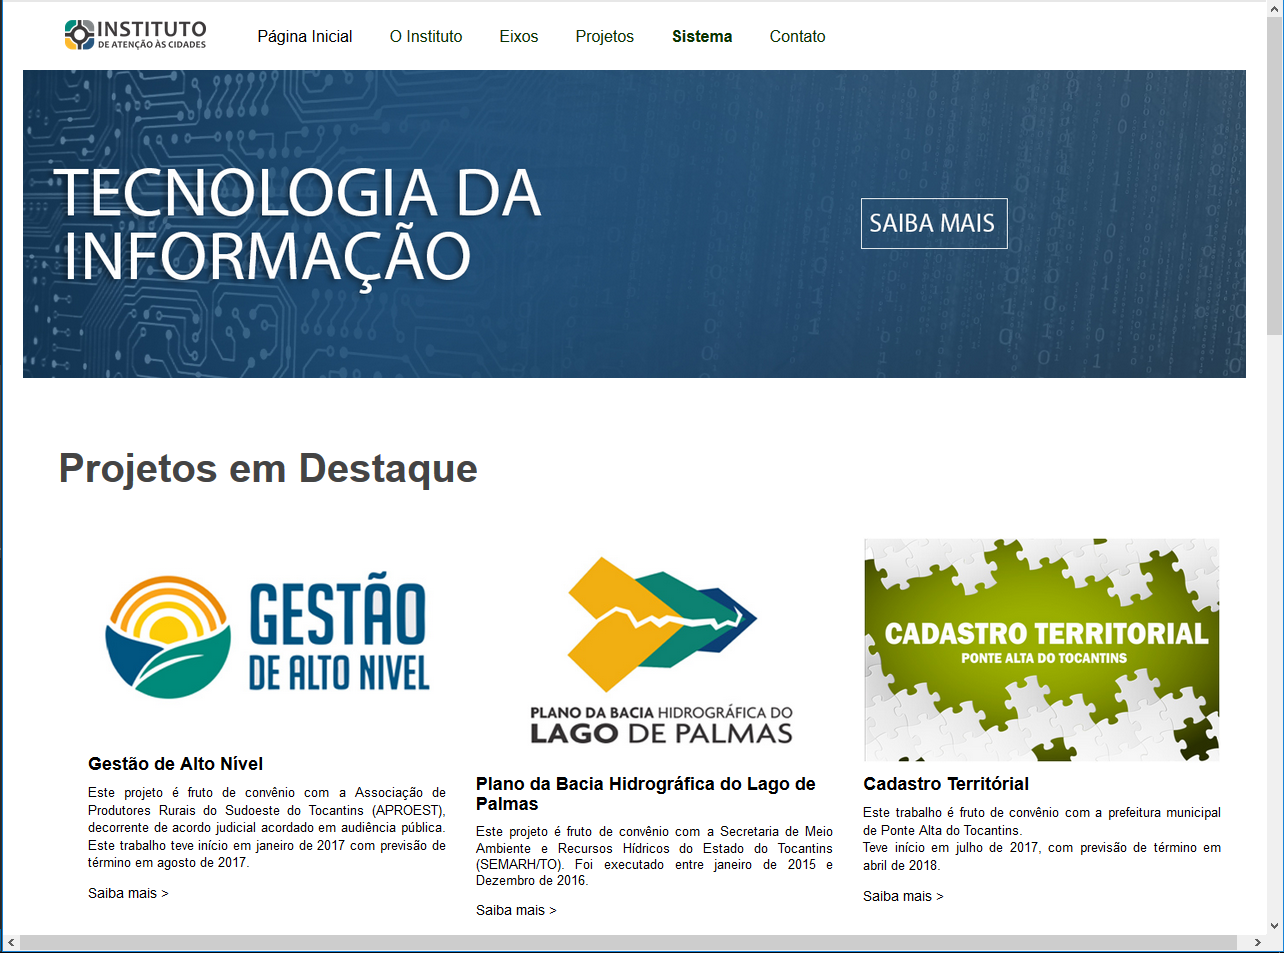 INSTITUTO
DE ATENÇÃO ÀS CIDADES
Página Inicial O Instituto Eixos Projetos Sistema Contato
TECNOLOGIA DA
INFORMAÇÃO
SAIBA MAIS
Projetos em Destaque
GESTÃO
DE ALTO NIVEL
Gestão de Alto Nível
Este projeto é fruto de convênio com a Associação de
Produtores Rurais do Sudoeste do Tocantins (APROEST),
decorrente de acordo judicial acordado em audiência pública.
Este trabalho teve início em janeiro de 2017 com previsão de
término em agosto de 2017.
Saiba mais >
PLANO DA BACIA HIDROGRÁFICA DO
LAGO DE PALMAS
Plano da Bacia Hidrográfica do Lago de
Palmas
Este projeto é fruto de convênio com a Secretaria de Meio
Ambiente e Recursos Hídricos do Estado do Tocantins
(SEMARH/TO). Foi executado entre janeiro de 2015 e
Dezembro de 2016.
Saiba mais >
CADASTRO TERRITORIAL
PONTE ALTA DO TOCANTINS
Cadastro Territórial
Este trabalho é fruto de convênio com a prefeitura municipal
de Ponte Alta do Tocantins.
Teve início em julho de 2017, com previsão de término em
abril de 2018.
Saiba mais >